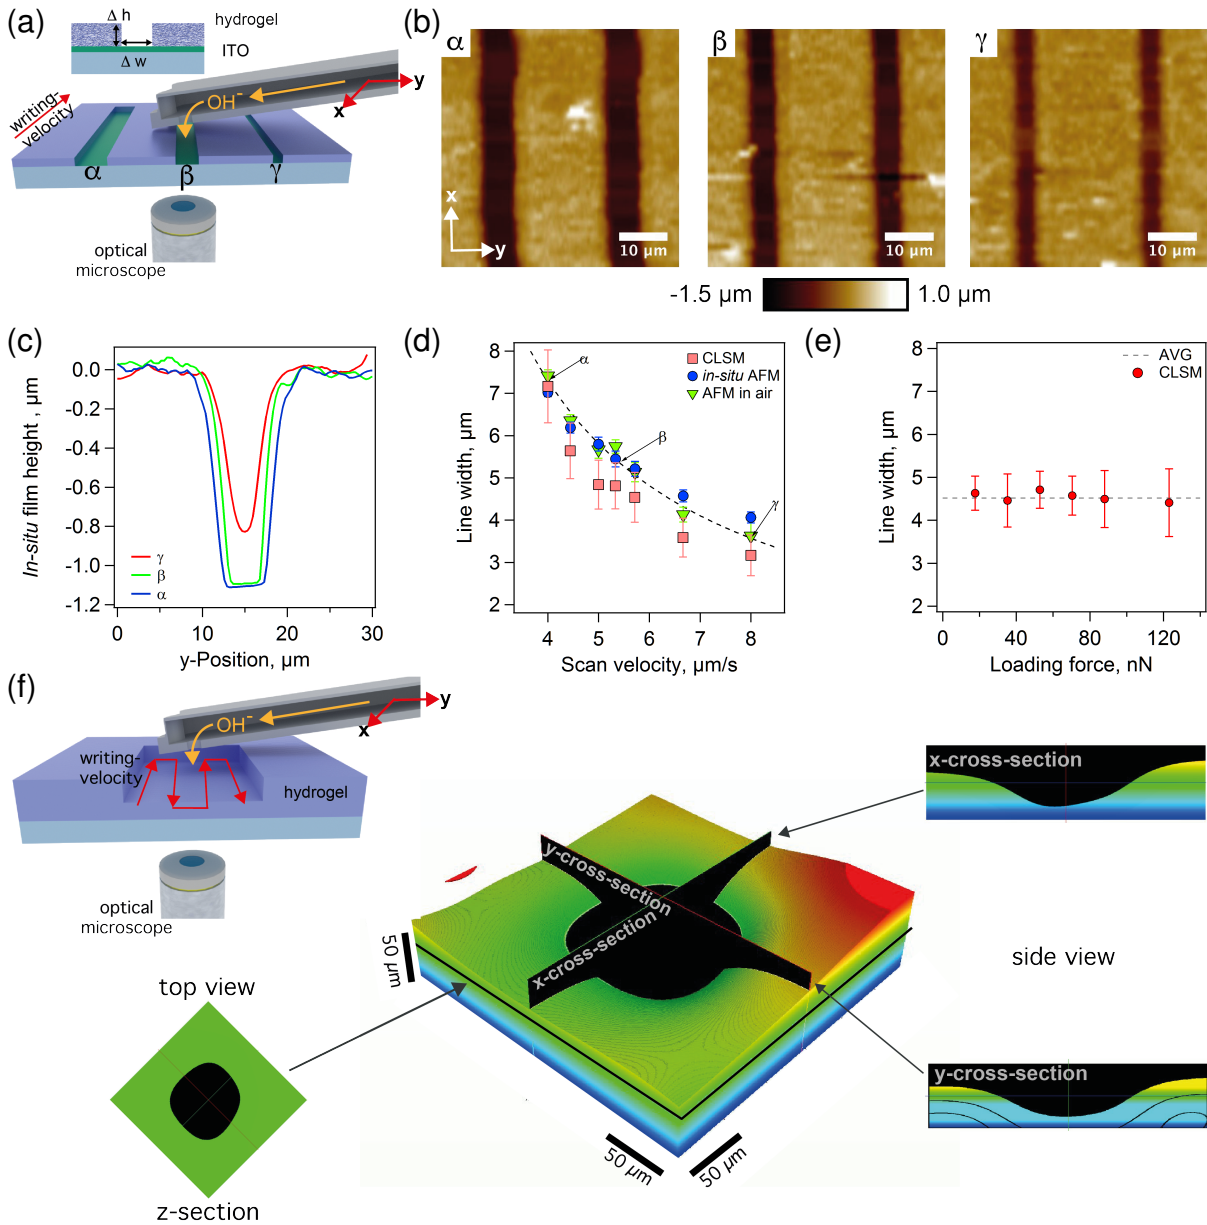 (a)
Δ h
hydrogel
ITO
Δ w
writing-
velocity
OH⁻
y
x
α
β
γ
optical
microscope
(b)
α
β
γ
x
y
10 µm
10 µm
10 µm
-1.5 µm
1.0 µm
(c)
In-situ film height , µm
0.0
-0.2
-0.4
-0.6
-0.8
-1.0
-1.2
γ
β
α
0
10
20
30
y-Position, µm
(d)
Line width, µm
8
7
6
5
4
3
2
α
β
γ
CLSM
in-situ AFM
AFM in air
4
5
6
7
8
Scan velocity, µm/s
(e)
Line width, µm
8
7
6
5
4
3
2
AVG
CLSM
0
40
80
120
Loading force, nN
(f)
OH⁻
y
x
writing-
velocity
hydrogel
optical
microscope
top view
z-section
50 µm
y-cross-section
x-cross-section
50 µm
50 µm
x-cross-section
side view
y-cross-section